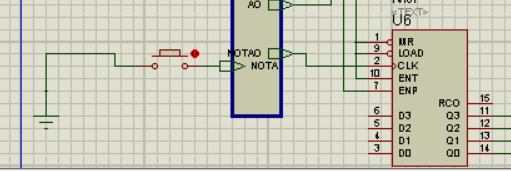 AO
<TEXT>
U6
NOTAO
NOTA
1 MR
9 LOAD
2 CLK
10 ENT
7 ENP
RCO 15
6 D3 Q3 11
5 D2 Q2 12
4 D1 Q1 13
3 D0 Q0 14